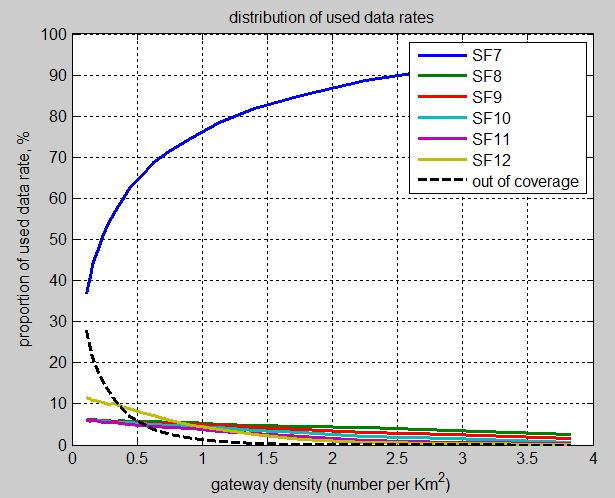 distribution of used data rates
100
90
80
70
60
50
40
30
20
10
0
proportion of used data rate, %
SF7
SF8
SF9
SF10
SF11
SF12
out of coverage
0 0.5 1 1.5 2 2.5 3 3.5 4
gateway density (number per Km²)